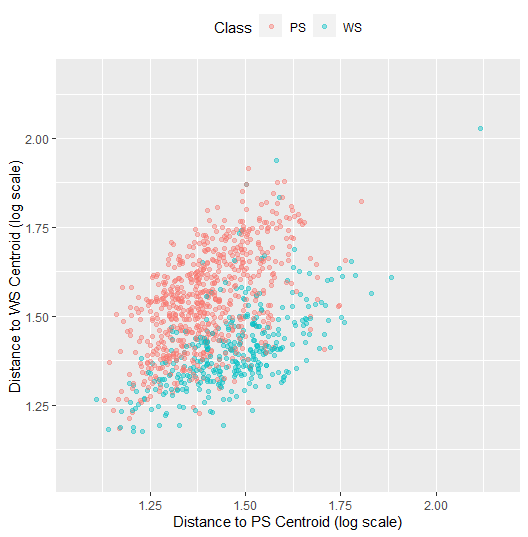 Class PS WS
Distance to WS Centroid (log scale)
2.00
1.75
1.50
1.25
1.25 1.50 1.75 2.00
Distance to PS Centroid (log scale)